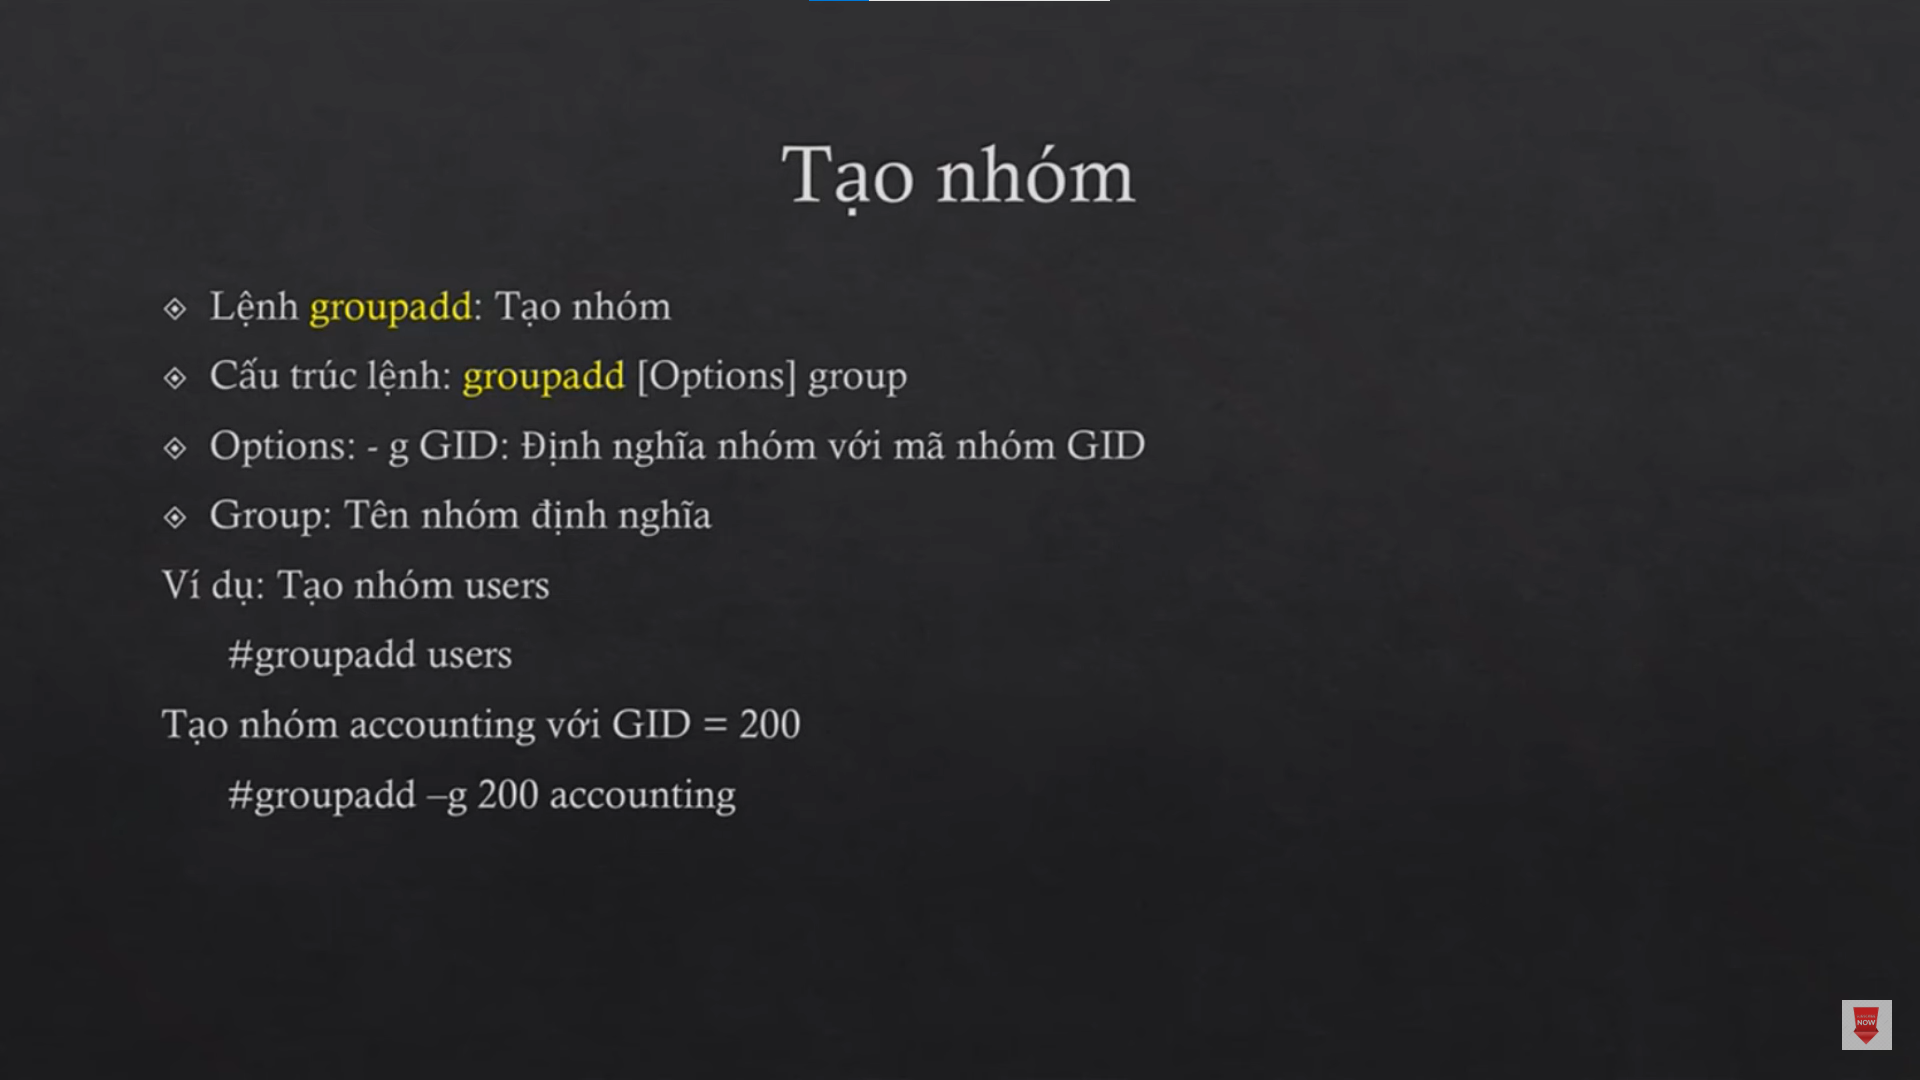 Tạo nhóm
Lệnh groupadd: Tạo nhóm
Cấu trúc lệnh: groupadd [Options] group
Options: - g GID: Định nghĩa nhóm với mã nhóm GID
Group: Tên nhóm định nghĩa
Ví dụ: Tạo nhóm users
#groupadd users
Tạo nhóm accounting với GID = 200
#groupadd –g 200 accounting
NOW